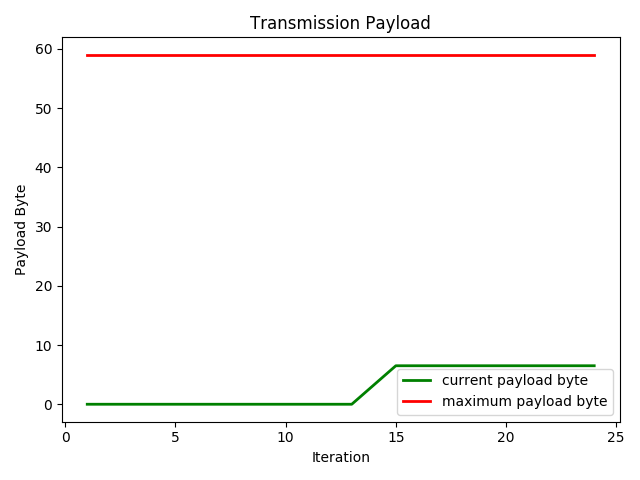 Transmission Payload
60
50
40
30
20
10
0
Payload Byte
current payload byte
maximum payload byte
0 5 10 15 20 25
Iteration